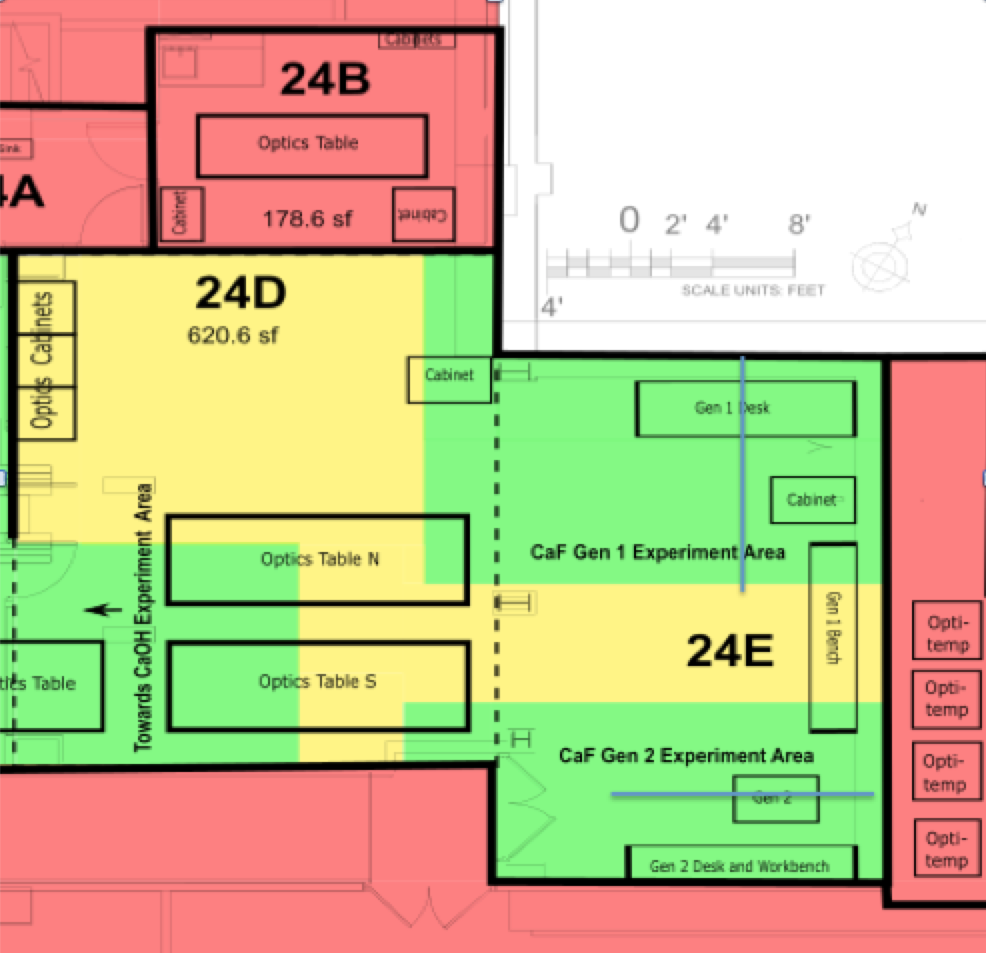 Cabinets
24B
Optics Table
Sink
4A
Cabinet
178.6 sf
Cabinet
N
0 2' 4' 8'
SCALE UNITS: FEET
4'
24D
620.6 sf
Optics Cabinets
Cabinet
Gen 1 Desk
Cabinet
Towards CaOH Experiment Area
Optics Table N
CaF Gen 1 Experiment Area
Gen 1 Bench
24E
Opti-
temp
Optics Table S
tics Table
Opti-
temp
CaF Gen 2 Experiment Area
Opti-
temp
Gen 2
Opti-
temp
Gen 2 Desk and Workbench